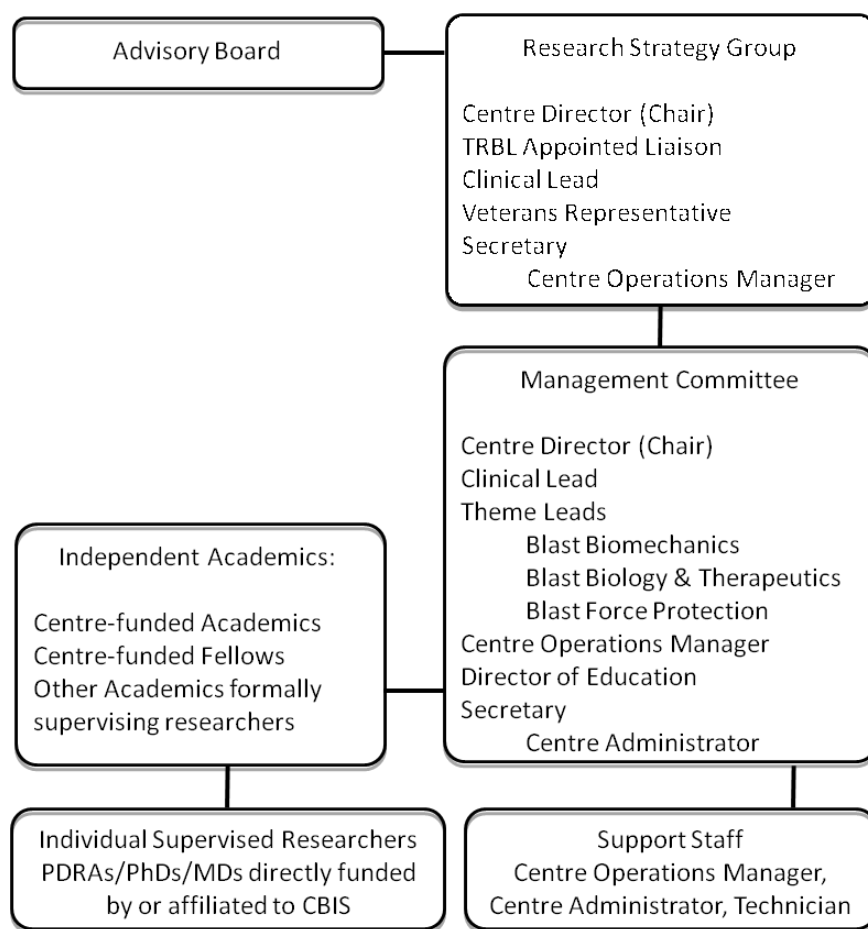 Advisory Board
Research Strategy Group
Centre Director (Chair)
TRBL Appointed Liaison
Clinical Lead
Veterans Representative
Secretary
Centre Operations Manager
Management Committee
Centre Director (Chair)
Clinical Lead
Theme Leads
Blast Biomechanics
Blast Biology & Therapeutics
Blast Force Protection
Centre Operations Manager
Director of Education
Secretary
Centre Administrator
Independent Academics:
Centre-funded Academics
Centre-funded Fellows
Other Academics formally
supervising researchers
Individual Supervised Researchers
PDRAs/PhDs/MDs directly funded
by or affiliated to CBIS
Support Staff
Centre Operations Manager,
Centre Administrator, Technician